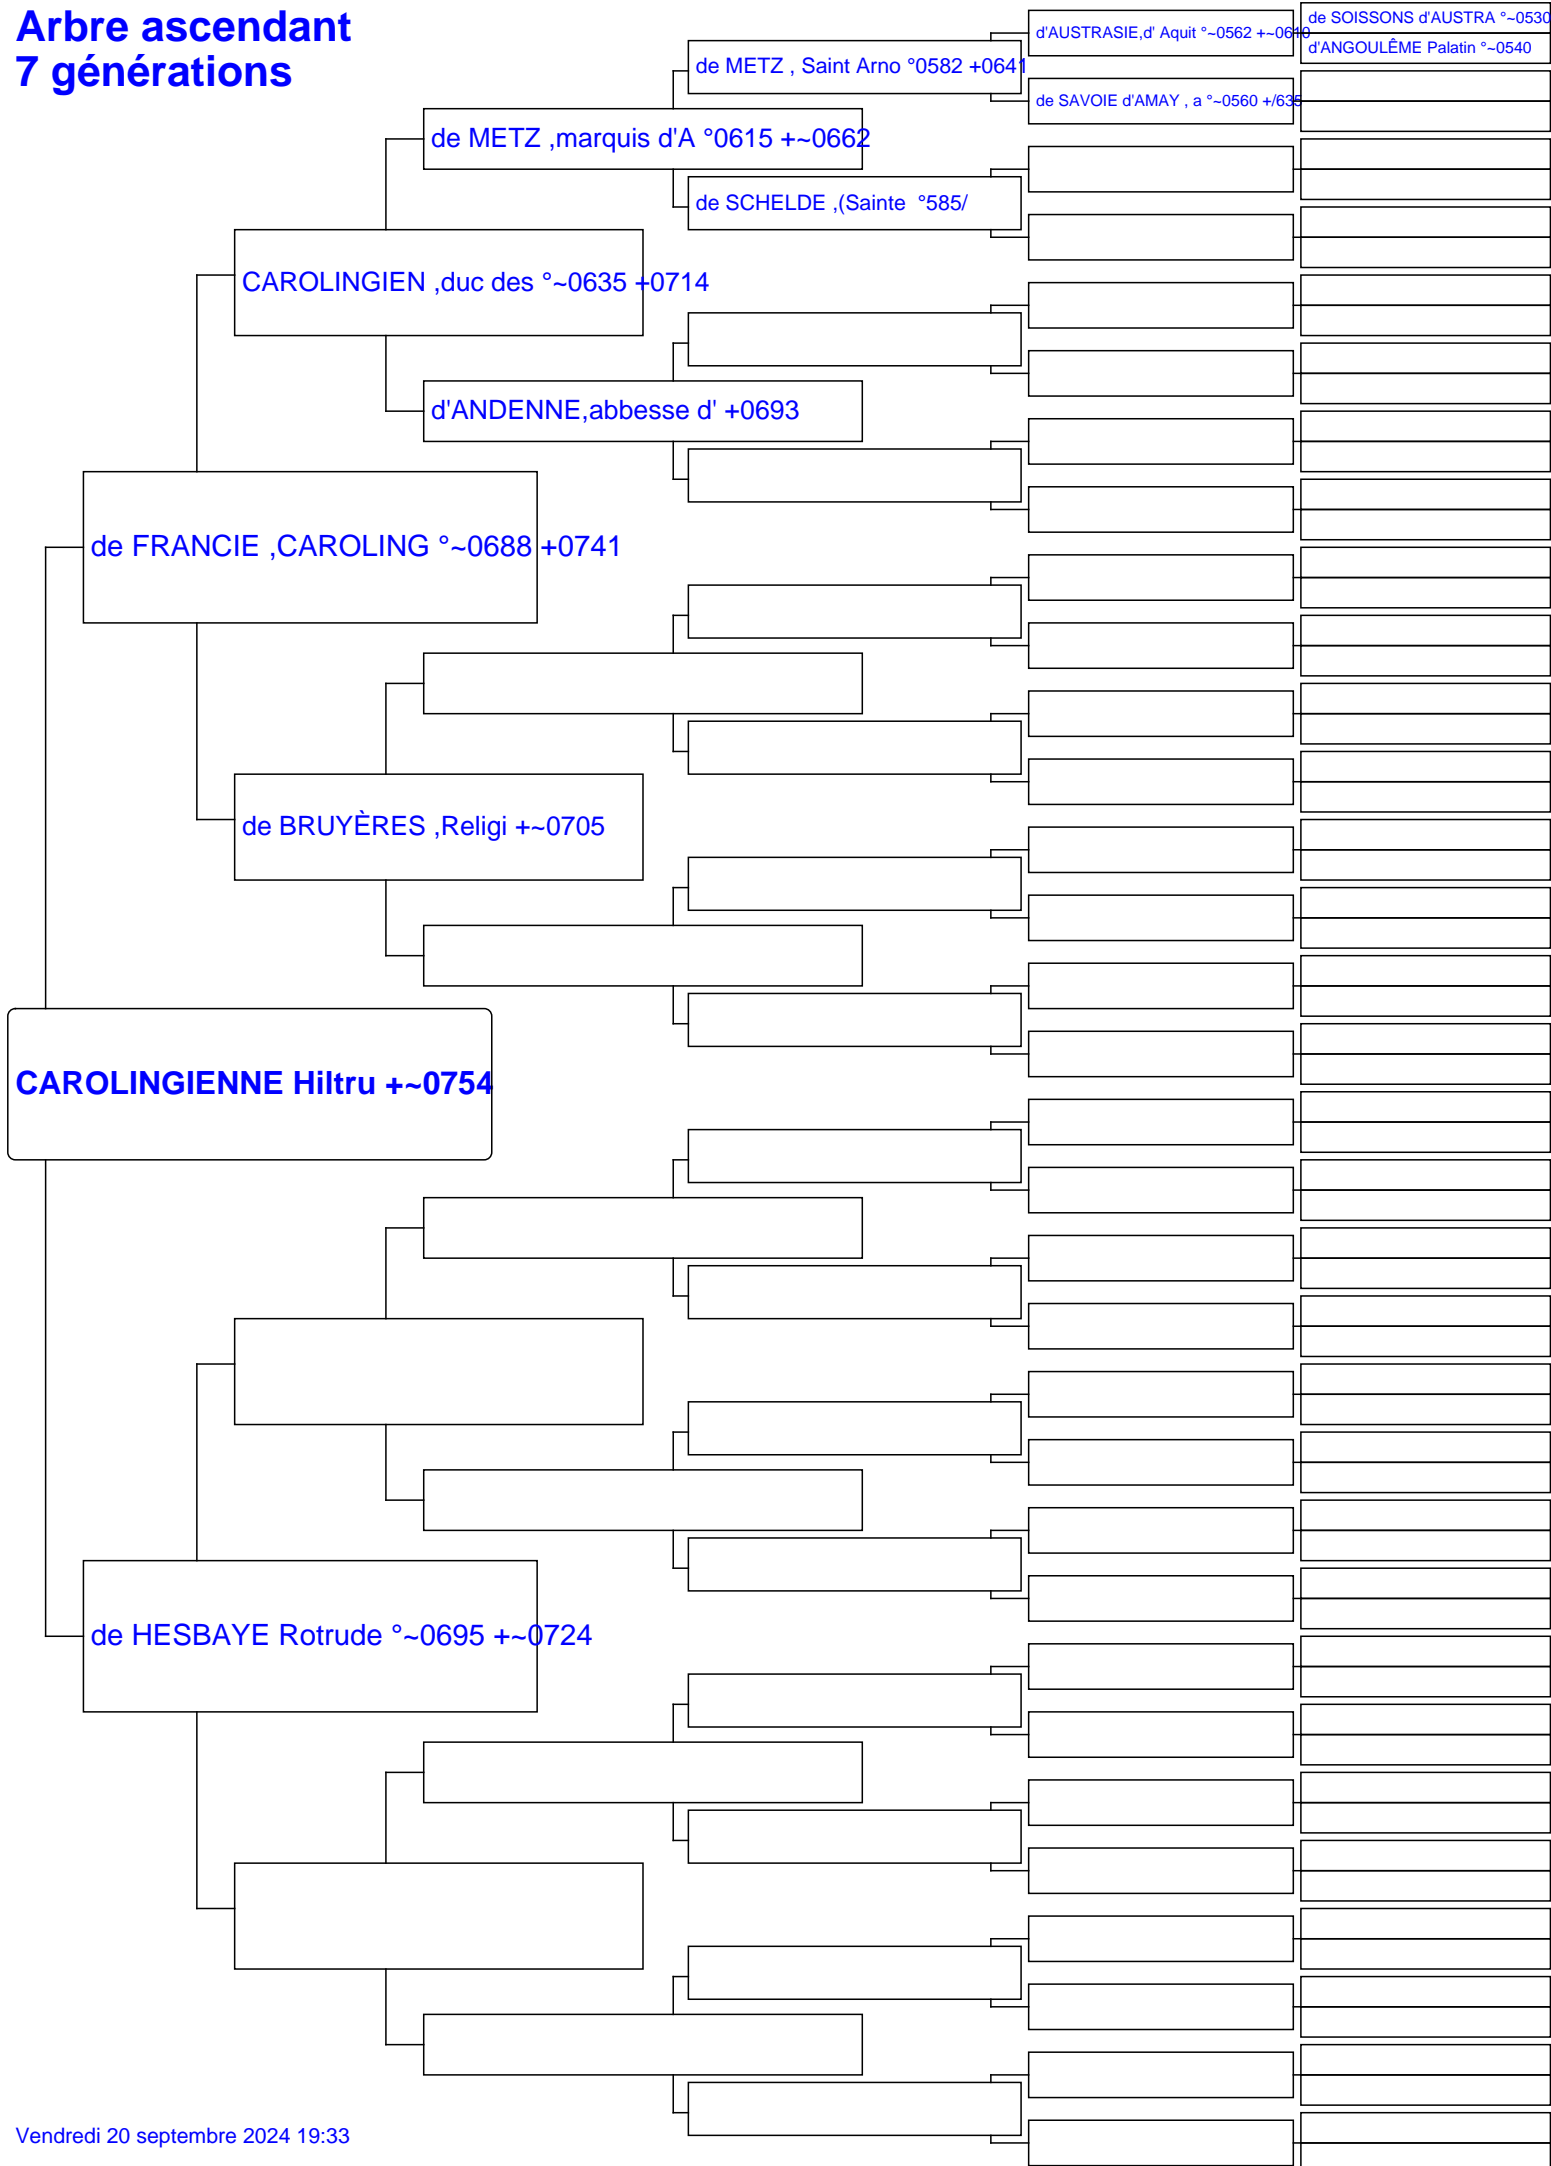 Arbre ascendant
7 générations
de SOISSONS d'AUSTRA °~0530
d'AUSTRASIE,d' Aquit °~0562 +~0610
d'ANGOULÊME Palatin °~0540
de METZ , Saint Arno °0582 +0641
de SAVOIE d'AMAY , a °~0560 +/635
de METZ ,marquis d'A °0615 +~0662
de SCHELDE ,(Sainte  °585/
CAROLINGIEN ,duc des °~0635 +0714
d'ANDENNE,abbesse d' +0693
de FRANCIE ,CAROLING °~0688 +0741
de BRUYÈRES ,Religi +~0705
CAROLINGIENNE Hiltru +~0754
de HESBAYE Rotrude °~0695 +~0724
Vendredi 20 septembre 2024 19:33